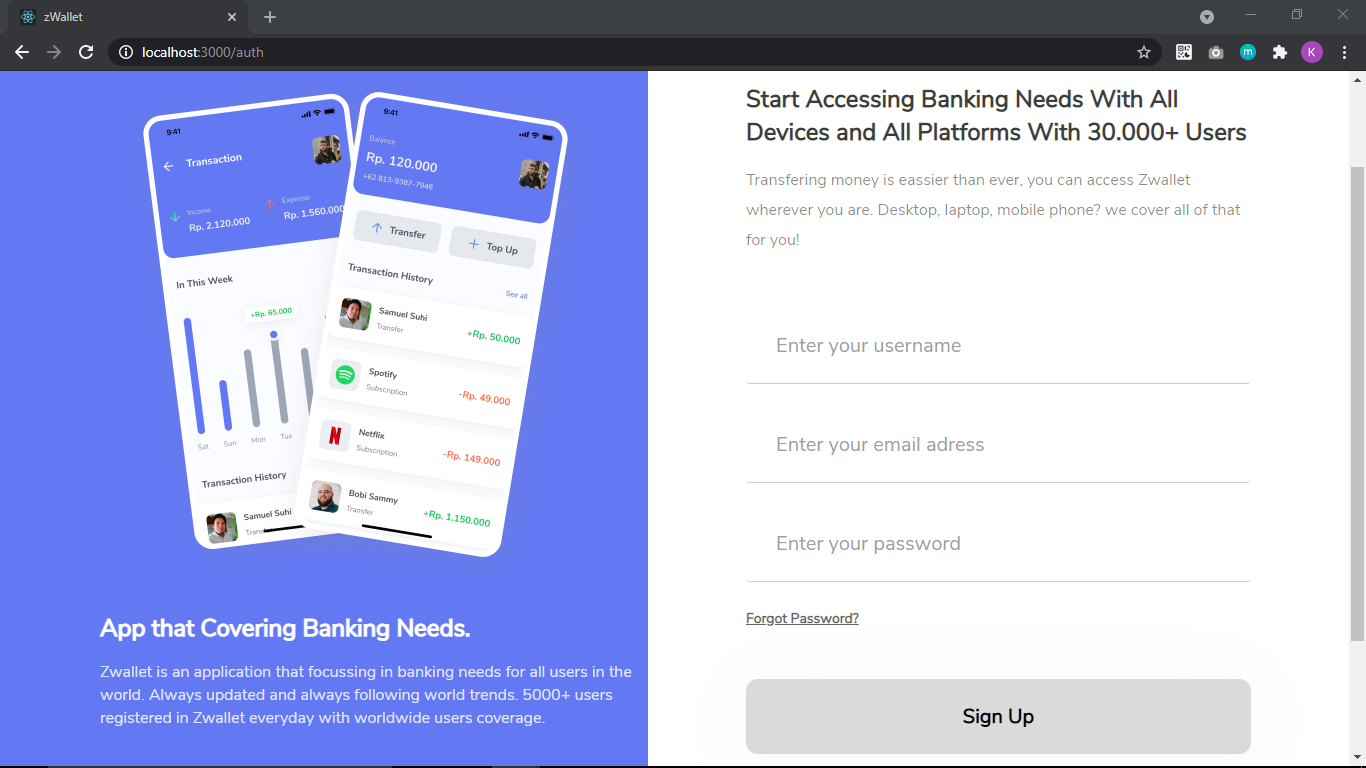 zWallet
localhost:3000/auth
K
m
9:41
Transaction
Income
Rp. 2.120.000
Expense
Rp. 1.560.000
In This Week
+Rp. 65.000
Sat
Sun
Mon
Tue
Transaction History
Samuel Suhi
9:41
Balance
Rp. 120.000
+62 813-9387-7946
Transfer
Top Up
Transaction History
See all
Samuel Suhi
Transfer
+Rp. 50.000
Spotify
Subscription
-Rp. 49.000
N
Netflix
Subscription
-Rp. 149.000
Bobi Sammy
Transfer
+Rp. 1.150.000
App that Covering Banking Needs.
Zwallet is an application that focussing in banking needs for all users in the
world. Always updated and always following world trends. 5000+ users
registered in Zwallet everyday with worldwide users coverage.
Start Accessing Banking Needs With All
Devices and All Platforms With 30.000+ Users
Transfering money is eassier than ever, you can access Zwallet
wherever you are. Desktop, laptop, mobile phone? we cover all of that
for you!
Enter your username
Enter your email adress
Enter your password
Forgot Password?
Sign Up